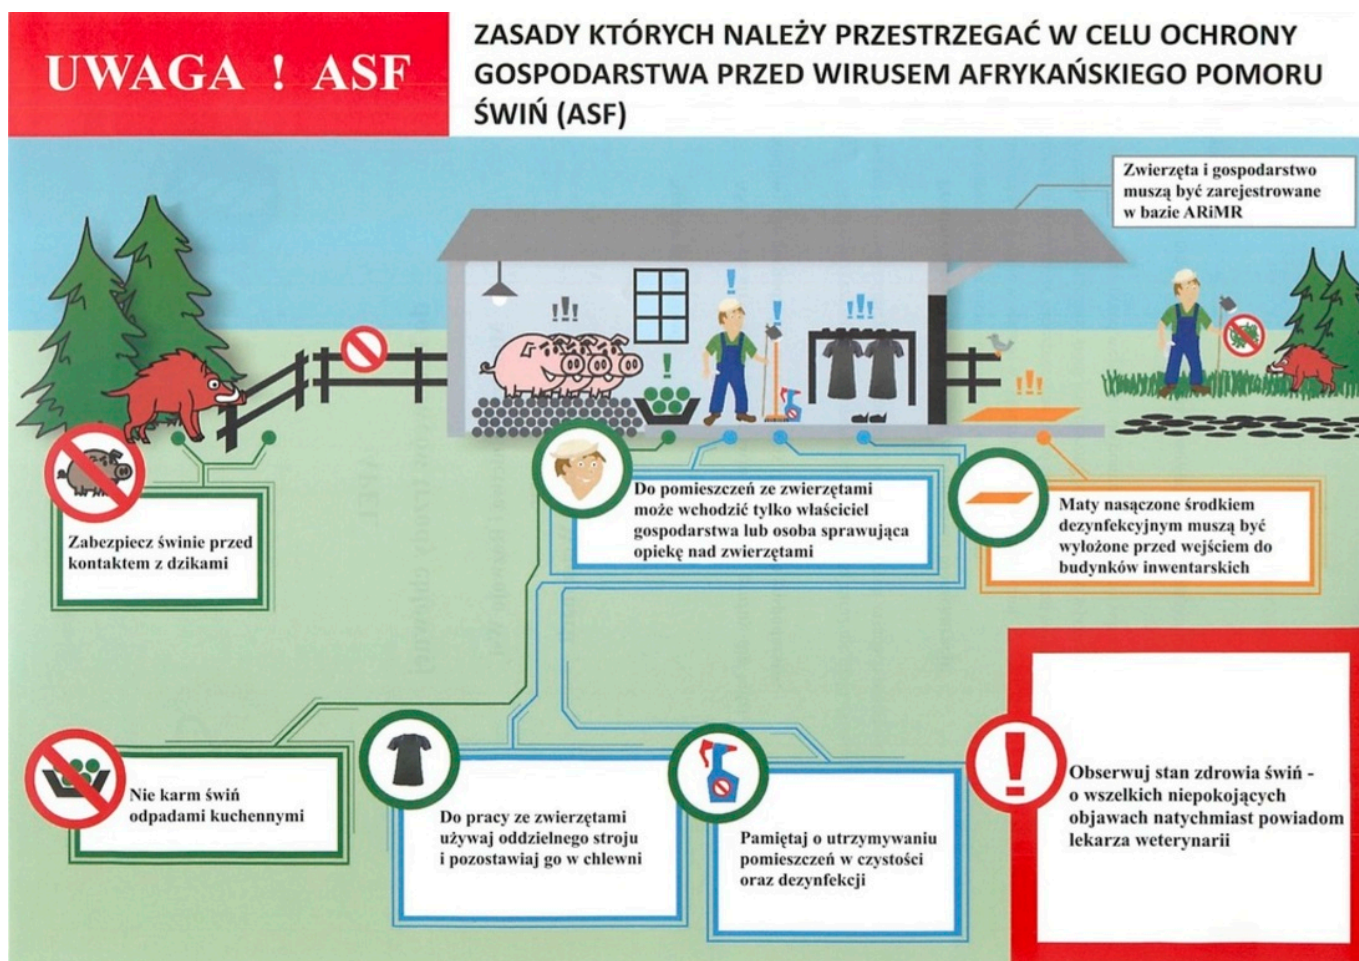 UWAGA ! ASF
ZASADY KTÓRYCH NALEŻY PRZESTRZEGAĆ W CELU OCHRONY
GOSPODARSTWA PRZED WIRUSEM AFRYKAŃSKIEGO POMORU
ŚWIŃ (ASF)
Zwierzęta i gospodarstwo
muszą być zarejestrowane
w bazie ARiMR
Zabezpiecz świnie przed
kontaktem z dzikami
Do pomieszczeń ze zwierzętami
może wchodzić tylko właściciel
gospodarstwa lub osoba sprawująca
opiekę nad zwierzętami
Maty nasączone środkiem
dezynfekcyjnym muszą być
wyłożone przed wejściem do
budynków inwentarskich
Nie karm świń
odpadami kuchennymi
Do pracy ze zwierzętami
używaj oddzielnego stroju
i pozostawiaj go w chlewni
Pamiętaj o utrzymywaniu
pomieszczeń w czystości
oraz dezynfekcji
Obserwuj stan zdrowia świń -
o wszelkich niepokojących
objawach natychmiast powiadom
lekarza weterynarii